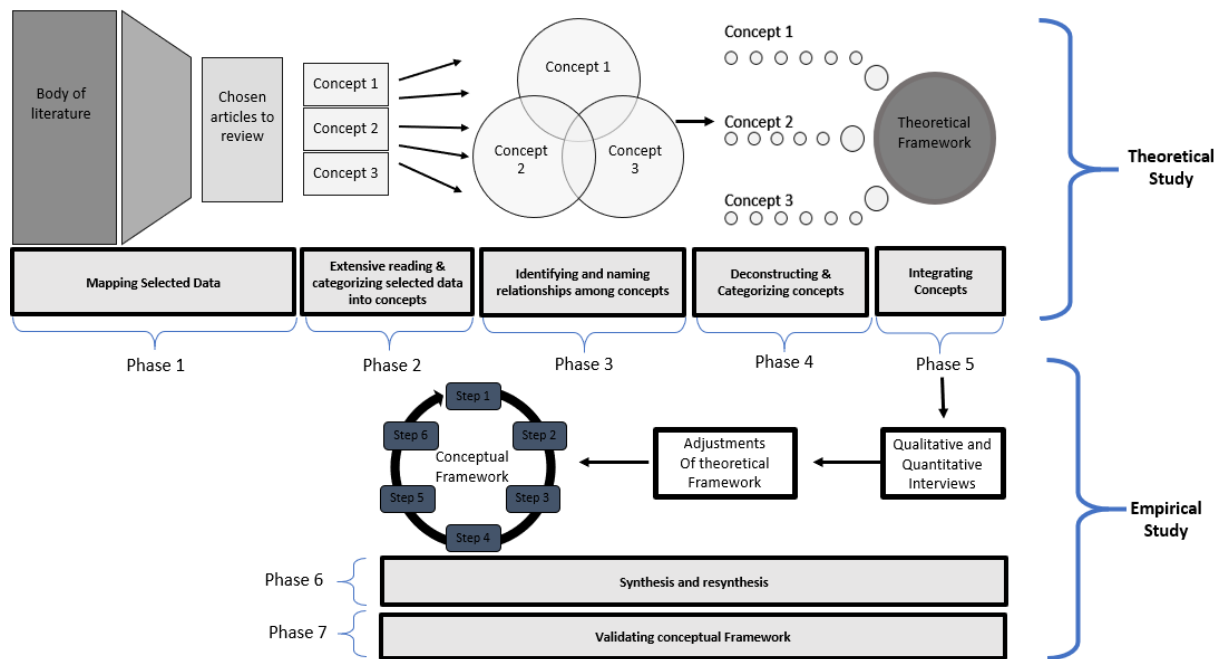 Body of
literature
Chosen
articles to
review
Concept 1
Concept 2
Concept 3
Concept 1
Concept
2
Concept
3
Concept 1
Concept 2
Concept 3
Theoretical
Framework
Theoretical
Study
Mapping Selected Data
Extensive reading &
categorizing selected data
into concepts
Identifying and naming
relationships among concepts
Deconstructing &
Categorizing concepts
Integrating
Concepts
Phase 1
Phase 2
Phase 3
Phase 4
Phase 5
Step 1
Step 2
Step 3
Step 4
Step 5
Step 6
Conceptual
Framework
Adjustments
Of theoretical
Framework
Qualitative and
Quantitative
Interviews
Empirical
Study
Phase 6
Synthesis and resynthesis
Phase 7
Validating conceptual Framework